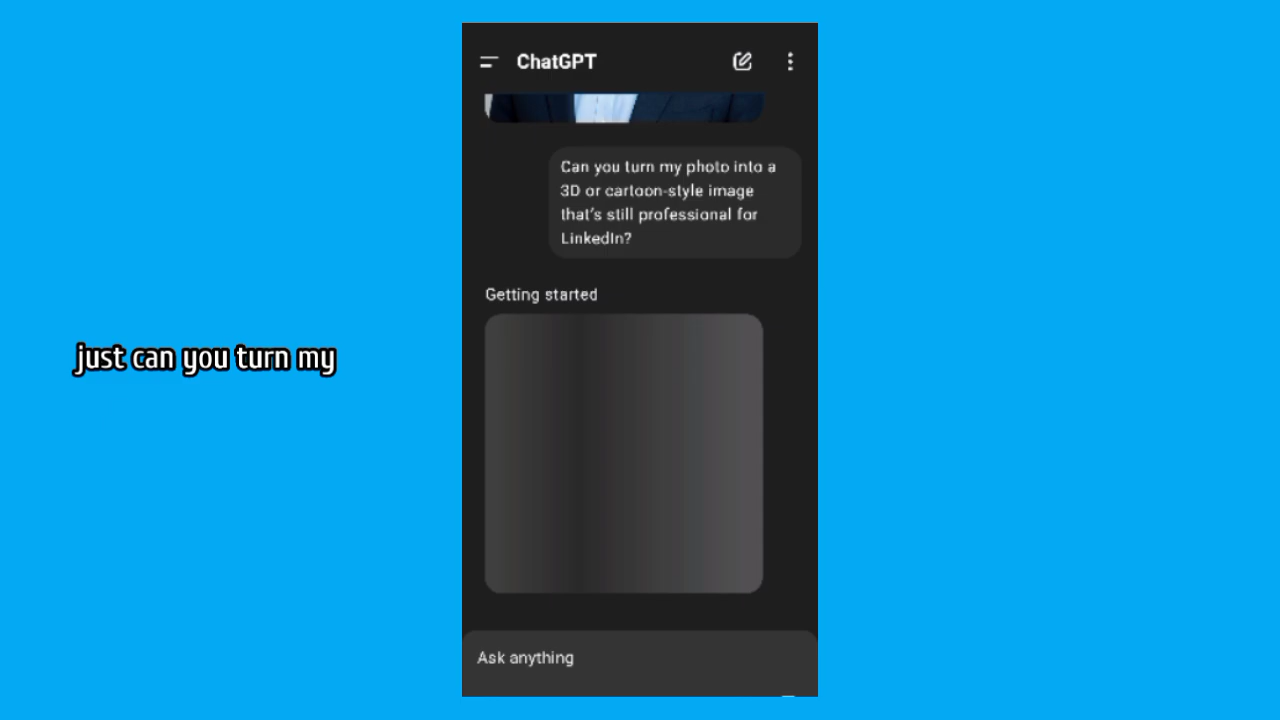 ChatGPT
Can you turn my photo into a
3D or cartoon-style image
that's still professional for
LinkedIn?
Getting started
just can you turn my
Ask anything